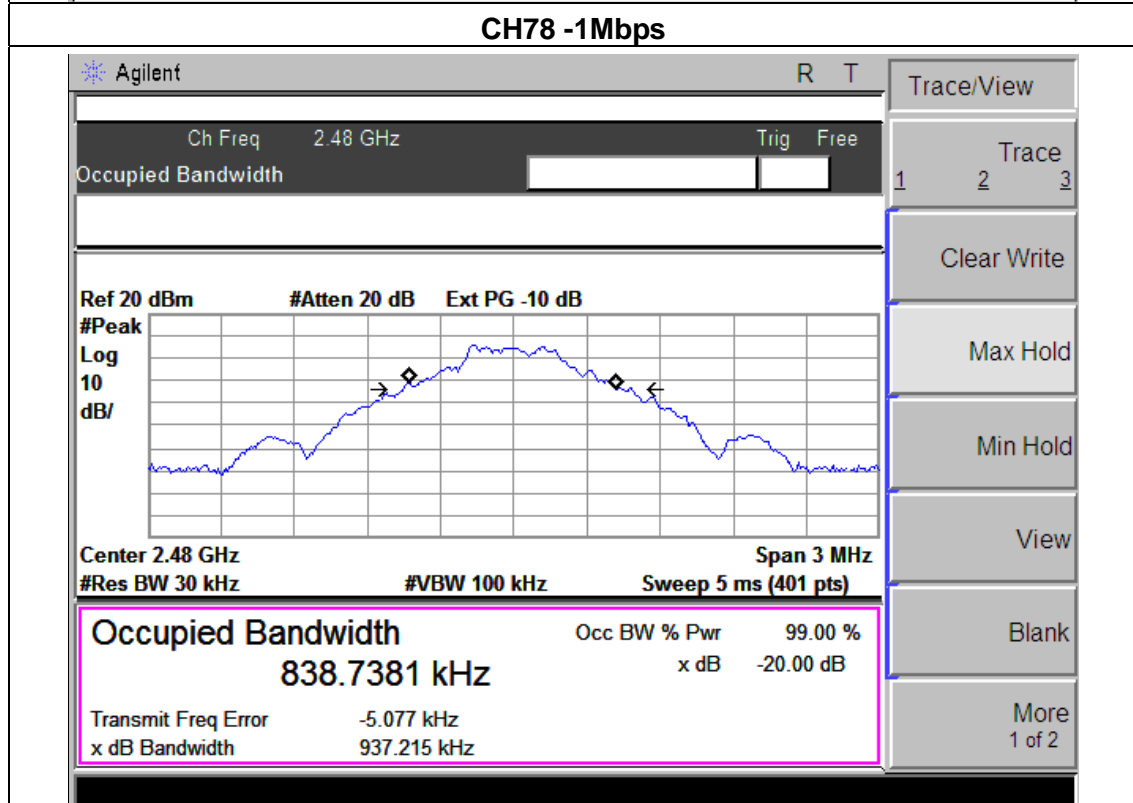 CH78 -1Mbps
Agilent R T
Ch Freq 2.48 GHz Trig Free
Occupied Bandwidth
Ref 20 dBm #Atten 20 dB Ext PG -10 dB
#Peak
Log
10
dB/
Center 2.48 GHz Span 3 MHz
#Res BW 30 kHz #VBW 100 kHz Sweep 5 ms (401 pts)
Occupied Bandwidth Occ BW % Pwr 99.00 %
838.7381 kHz x dB -20.00 dB
Transmit Freq Error -5.077 kHz
x dB Bandwidth 937.215 kHz
Trace/View
Trace
1 2 3
Clear Write
Max Hold
Min Hold
View
Blank
More
1 of 2